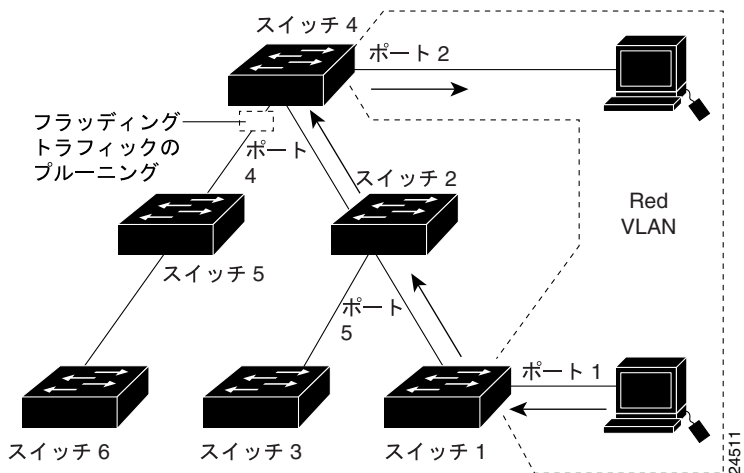 スイッチ 4
ポート 2
フラッディング
トラフィックの
プルーニング
ポート
4
スイッチ 2
Red
VLAN
スイッチ 5
ポート
5
ポート 1
スイッチ 6
スイッチ 3
スイッチ 1
24511